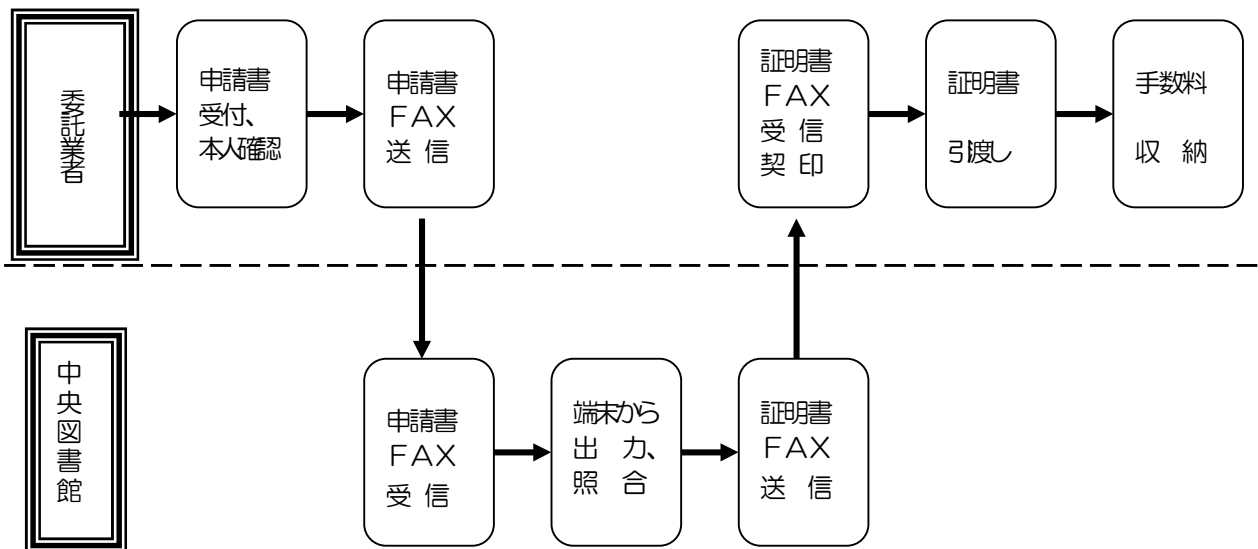 委託業者
申請書
受付、
本人確認
申請書
ＦＡＸ
送 信
証明書
ＦＡＸ
受 信
契 印
証明書
引渡し
手数料
収 納
中央図書館
申請書
ＦＡＸ
受 信
端末から
出 力、
照 合
証明書
ＦＡＸ
送 信